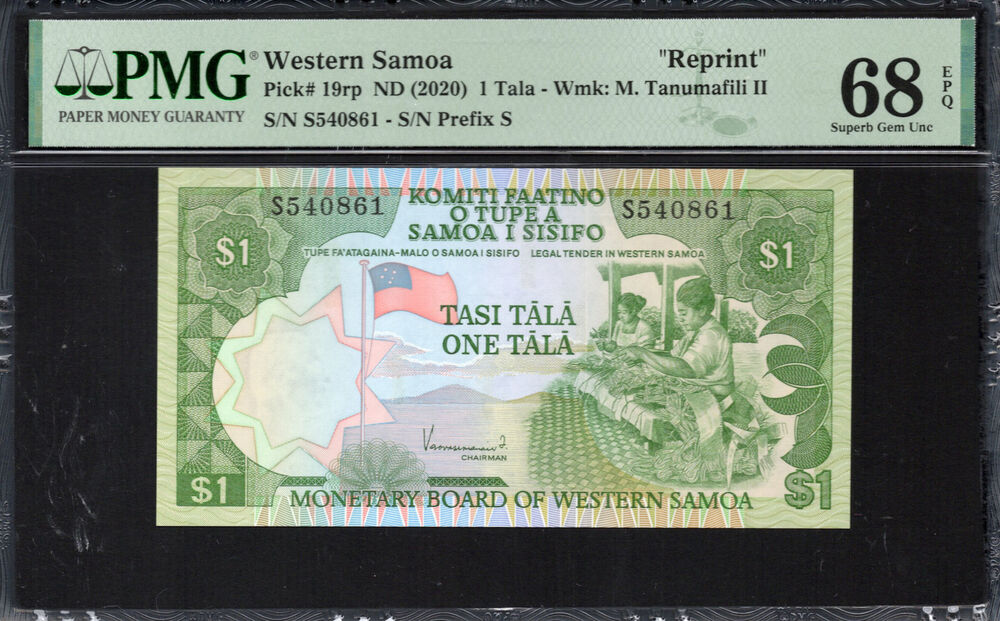 PMG®
PAPER MONEY GUARANTY
Western Samoa "Reprint"
Pick# 19rp ND (2020) 1 Tala - Wmk: M. Tanumafili II
S/N S540861 - S/N Prefix S
68 EPQ
Superb Gem Unc
S540861
KOMITI FAATINO
O TUPE A
SAMOA I SISIFO
S540861
$1
$1
TUPE FA'ATAGAINA–MALO O SAMOA I SISIFO LEGAL TENDER IN WESTERN SAMOA
TASI TĀLĀ
ONE TĀLĀ
CHAIRMAN
$1
MONETARY BOARD OF WESTERN SAMOA
$1